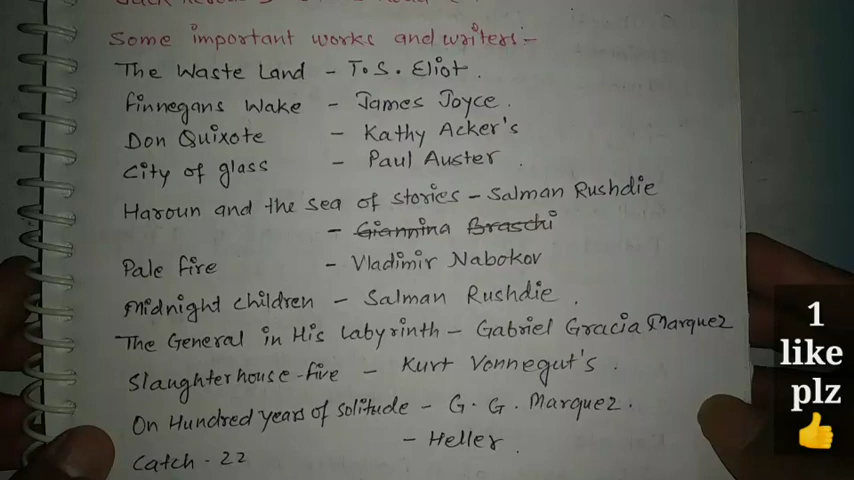 Some important works and writers:-
The Waste Land - T.S. Eliot.
Finnegans Wake - James Joyce.
Don Quixote - Kathy Acker's
City of glass - Paul Auster.
Haroun and the sea of stories - Salman Rushdie
- Giannina Braschi
Pale fire - Vladimir Nabokov
Midnight children - Salman Rushdie.
The General in His Labyrinth - Gabriel Gracia Marquez
Slaughterhouse-five - Kurt Vonnegut's.
On Hundred years of solitude - G.G. Marquez.
Catch-22 - Heller.
1
like
plz
👍